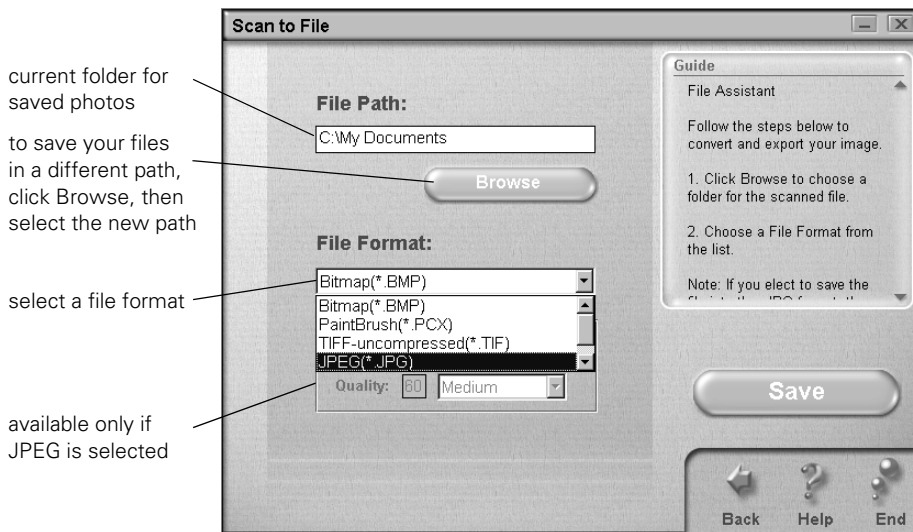 Scan to File
current folder for
saved photos
to save your files
in a different path,
click Browse, then
select the new path
select a file format
available only if
JPEG is selected
File Path:
C:\My Documents
Browse
File Format:
Bitmap(*.BMP)
Bitmap(*.BMP)
PaintBrush(*.PCX)
TIFF-uncompressed(*.TIF)
JPEG(*.JPG)
Quality: 60 Medium
Guide
File Assistant
Follow the steps below to
convert and export your image.
1. Click Browse to choose a
folder for the scanned file.
2. Choose a File Format from
the list.
Note: If you elect to save the
Save
Back Help End